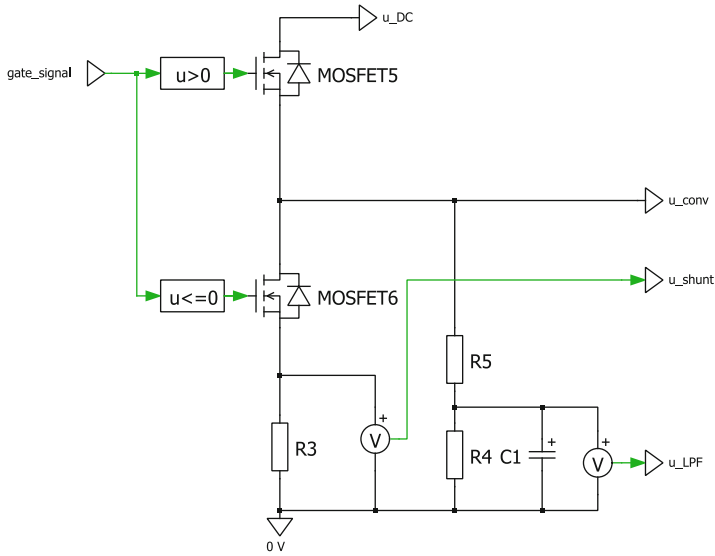 u_DC
gate_signal
u>0
MOSFET5
u_conv
u_shunt
u<=0
MOSFET6
R5
+
R3
V
R4
C1
+
+
V
u_LPF
0 V